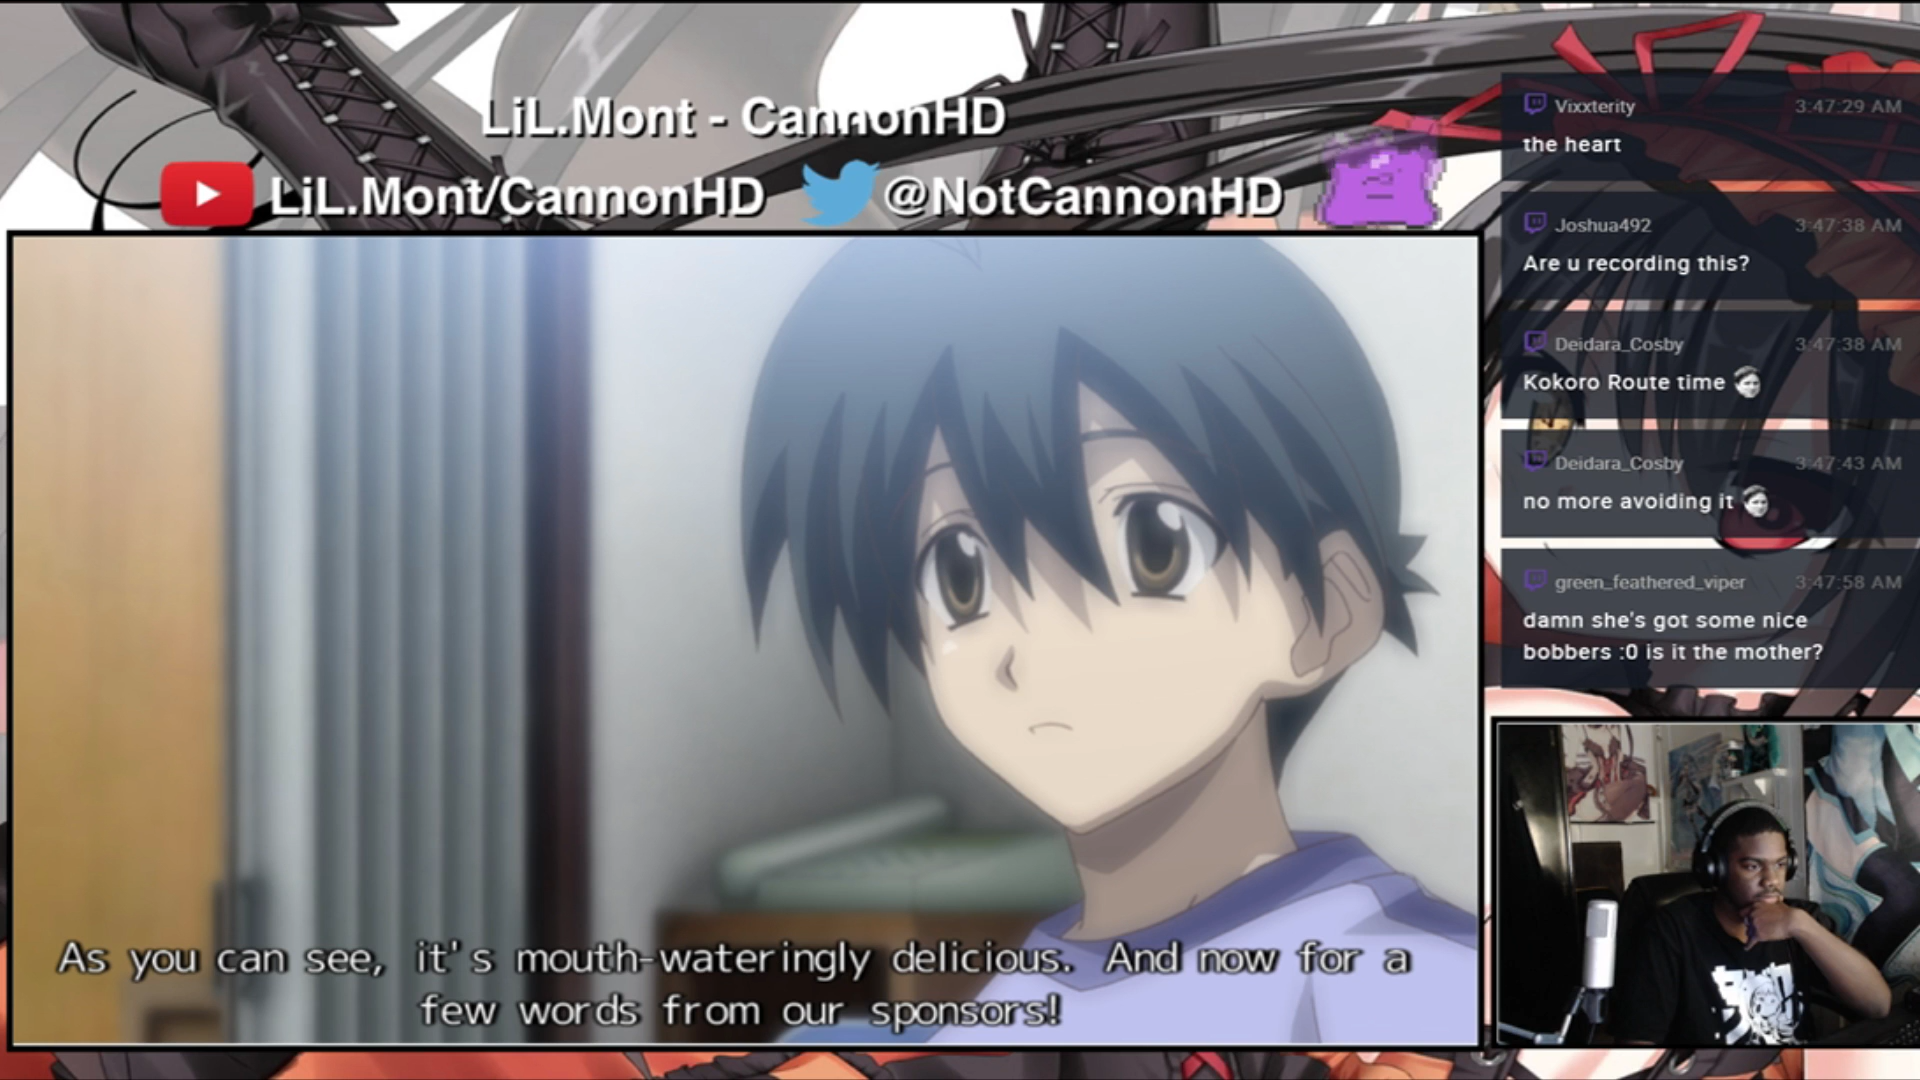 LiL.Mont - CannonHD
LiL.Mont/CannonHD
@NotCannonHD
Vixxterity 3:47:29 AM
the heart
Joshua492 3:47:38 AM
Are u recording this?
Deidara_Cosby 3:47:38 AM
Kokoro Route time
Deidara_Cosby 3:47:43 AM
no more avoiding it
green_feathered_viper 3:47:58 AM
damn she's got some nice
bobbers :0 is it the mother?
As you can see, it's mouth-wateringly delicious. And now for a
few words from our sponsors!